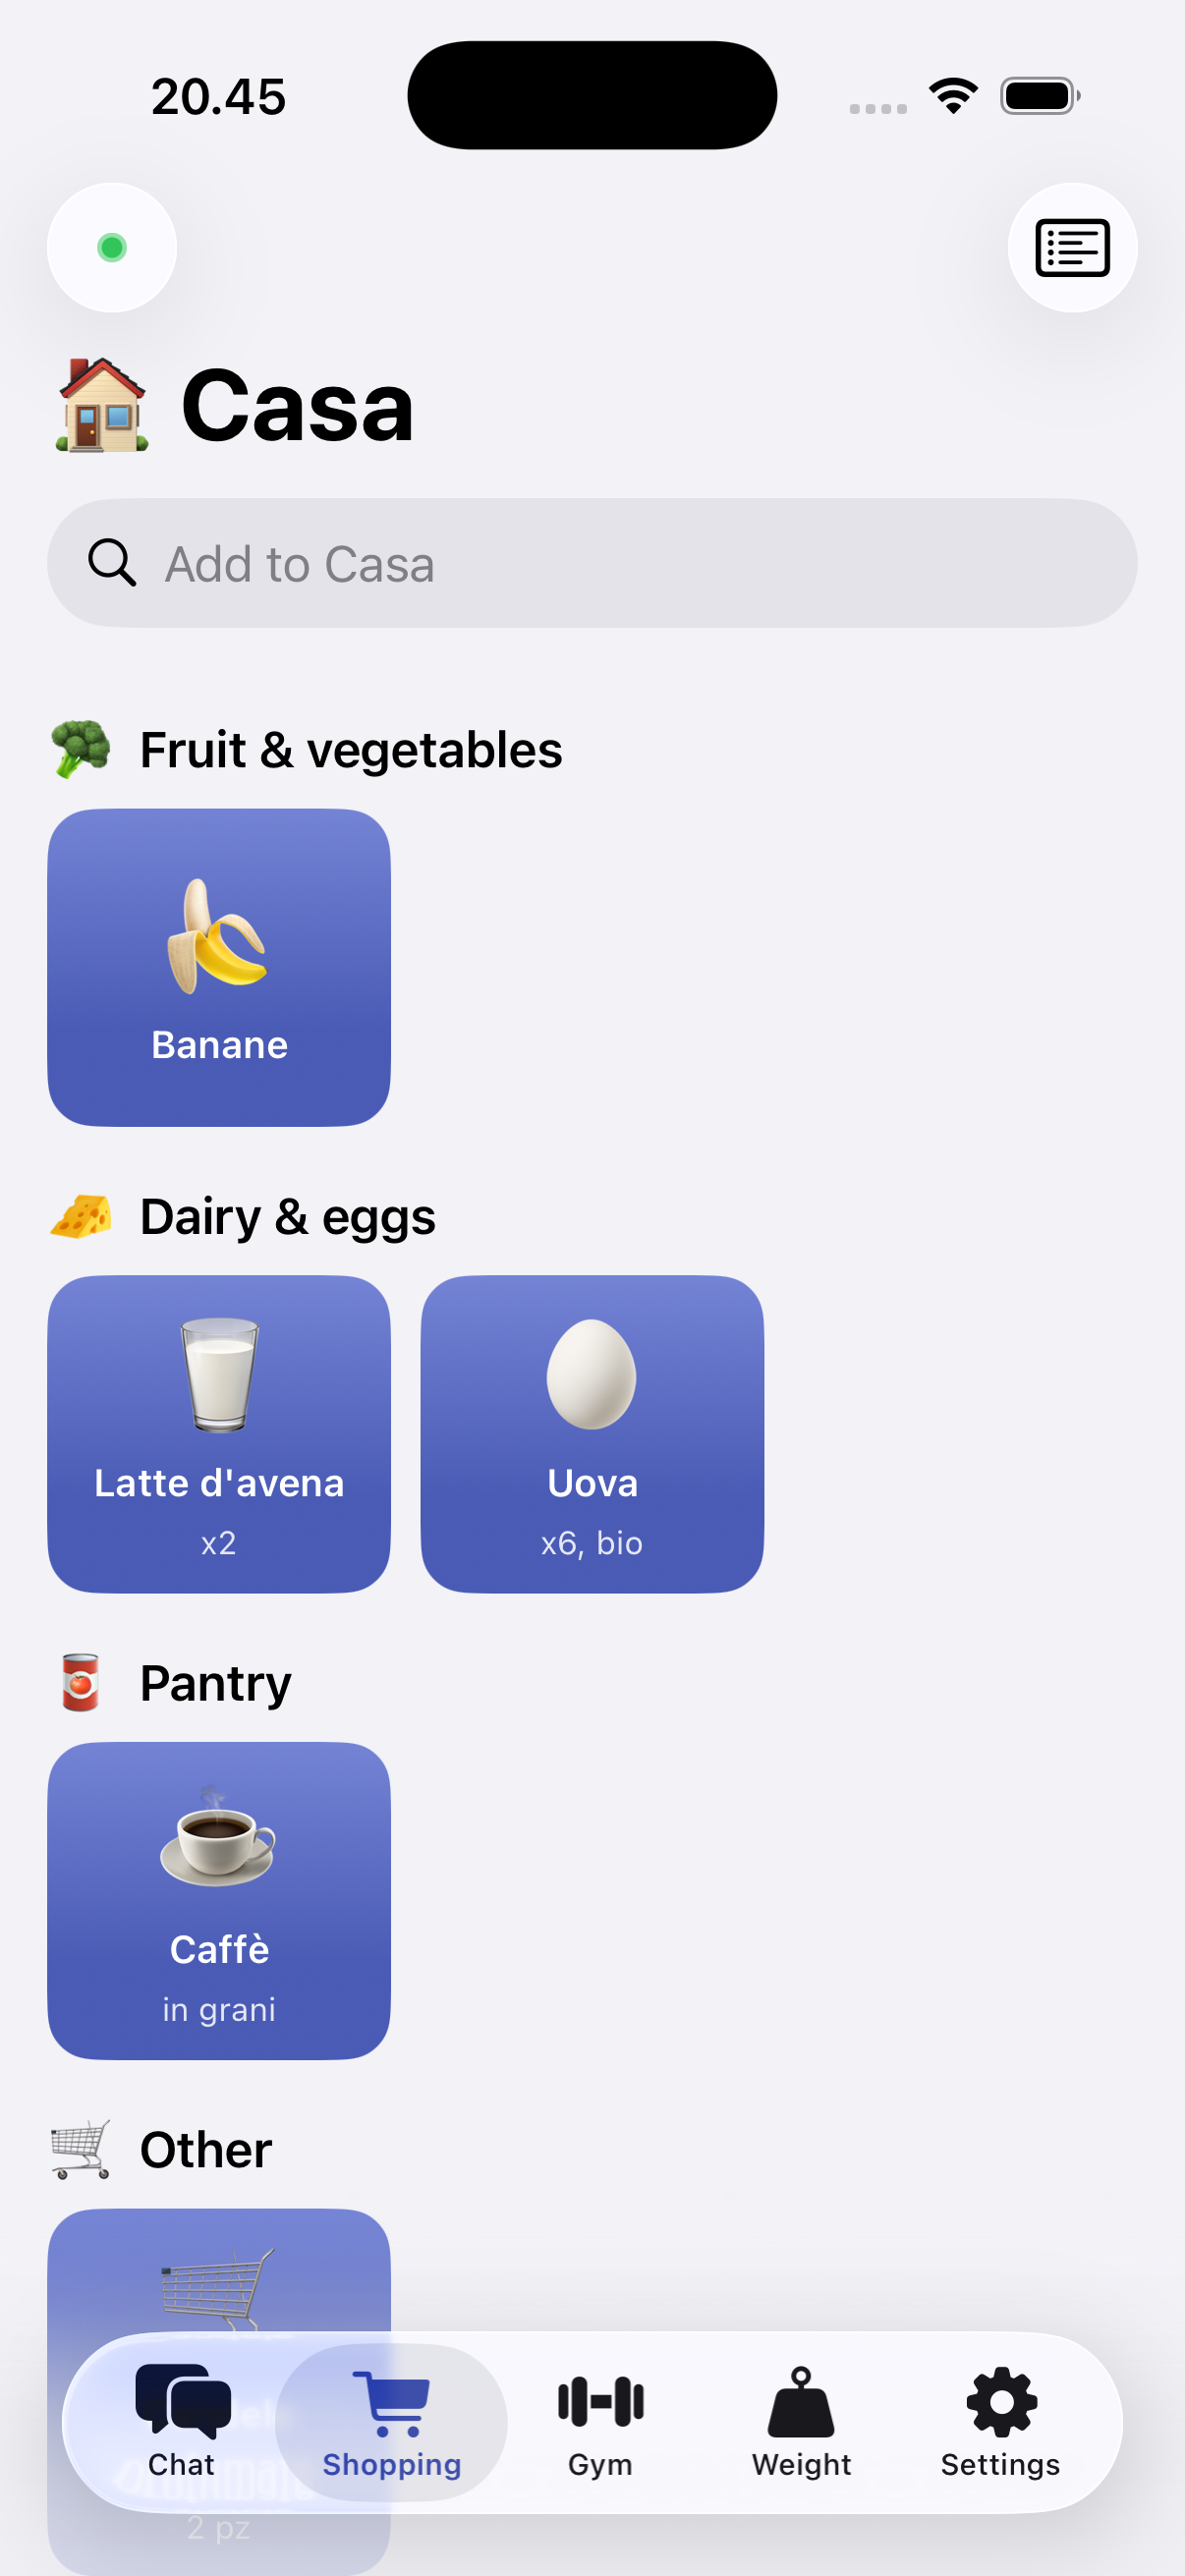 20.45
Casa
Add to Casa
Fruit & vegetables
Banane
Dairy & eggs
Latte d'avena
Uova
x2
x6, bio
Pantry
Caffè
in grani
Other
Chat
Shopping
Gym
Weight
Settings
2 pz